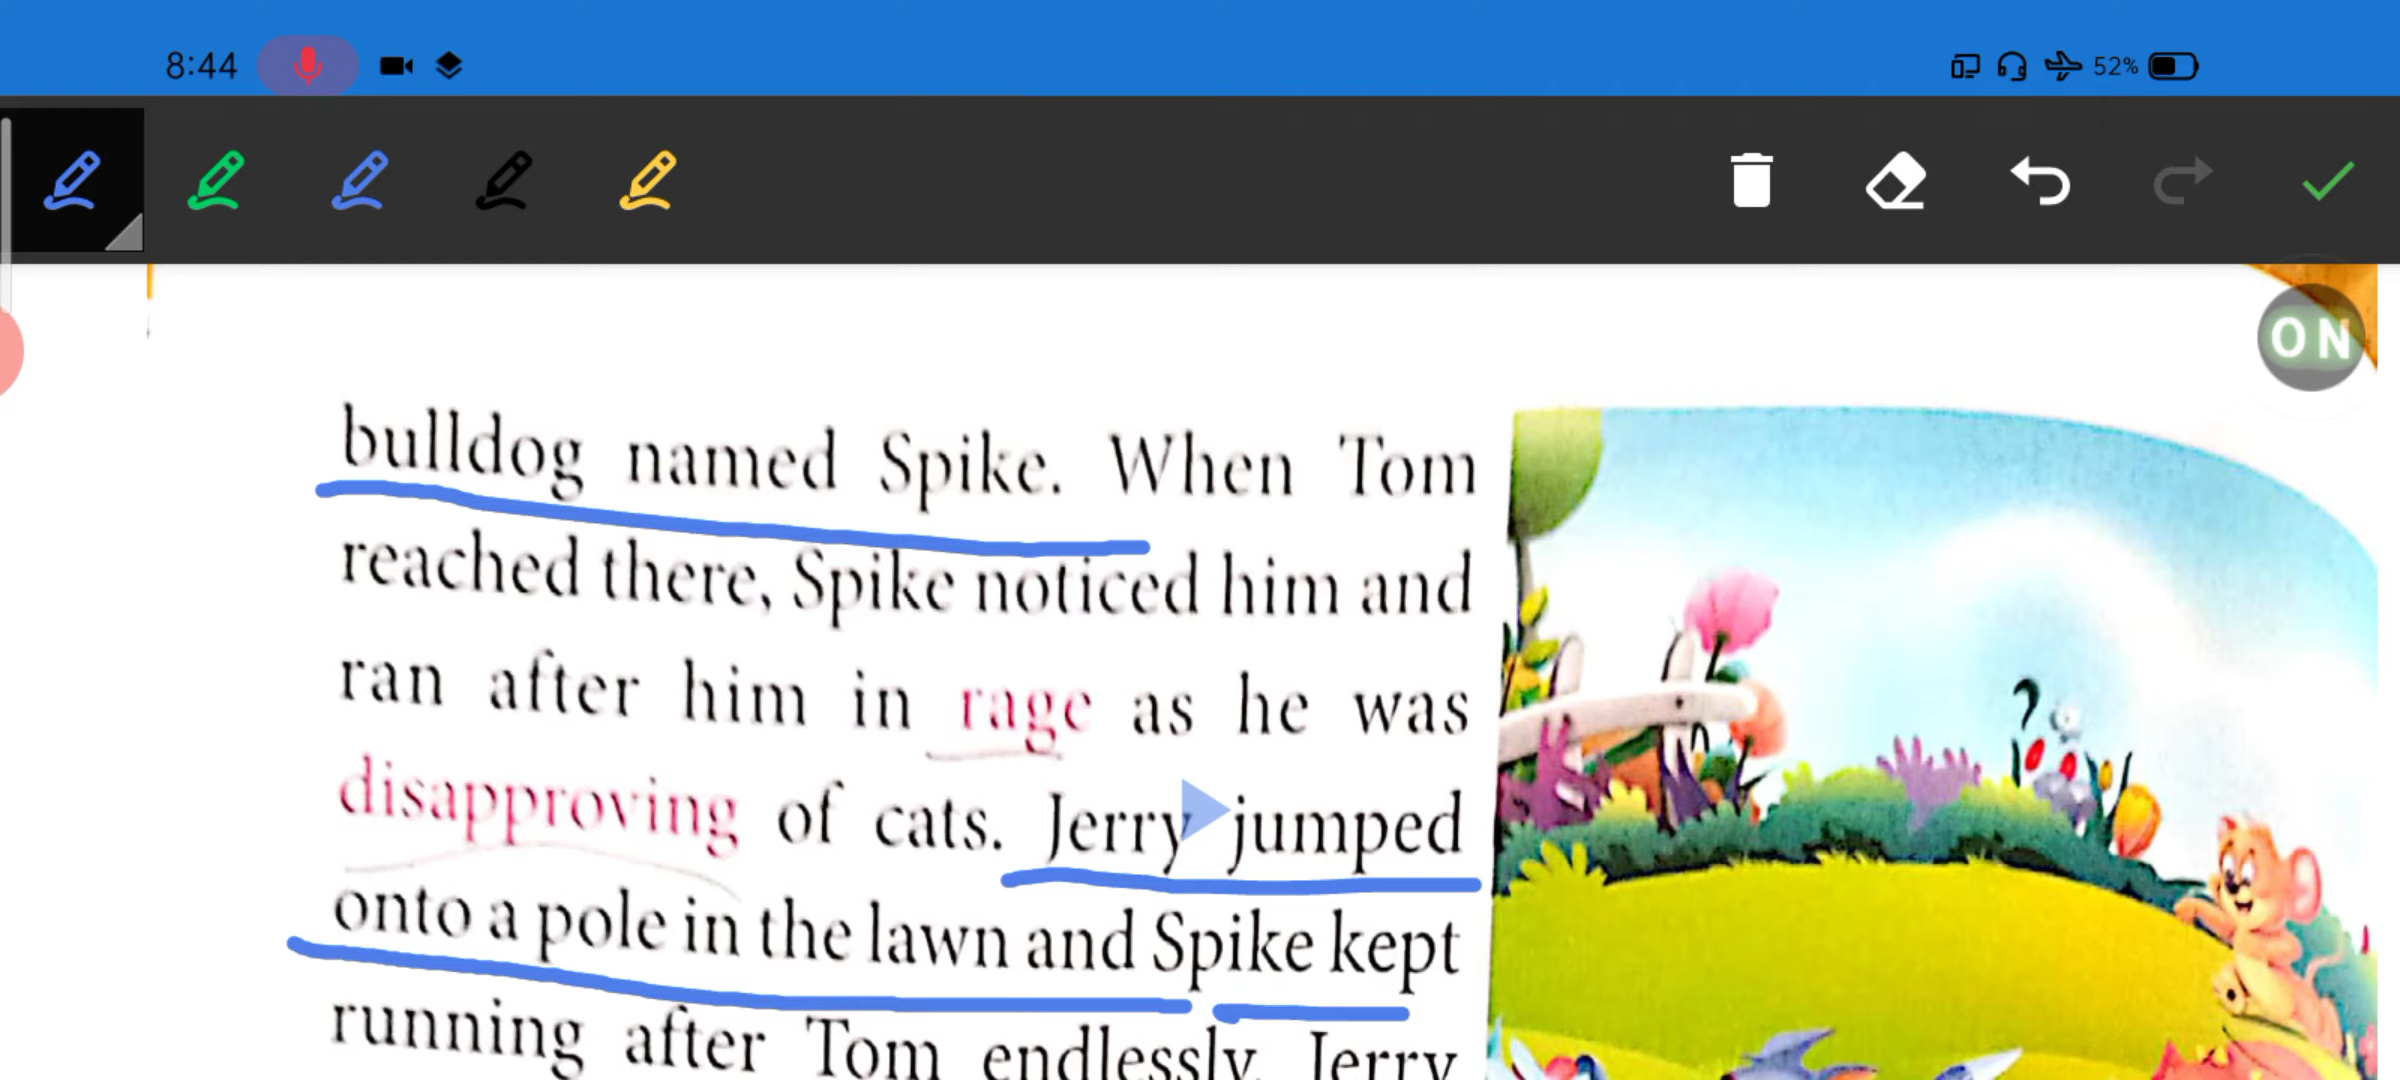 8:44
52%
ON
bulldog named Spike. When Tom
reached there, Spike noticed him and
ran after him in rage as he was
disapproving of cats. Jerry jumped
onto a pole in the lawn and Spike kept
running after Tom endlessly. Jerry
?